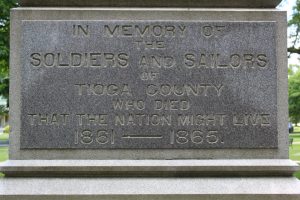 IN MEMORY OF
THE
SOLDIERS AND SAILORS
OF
TIOGA COUNTY
WHO DIED
THAT THE NATION MIGHT LIVE
1861 — 1865.